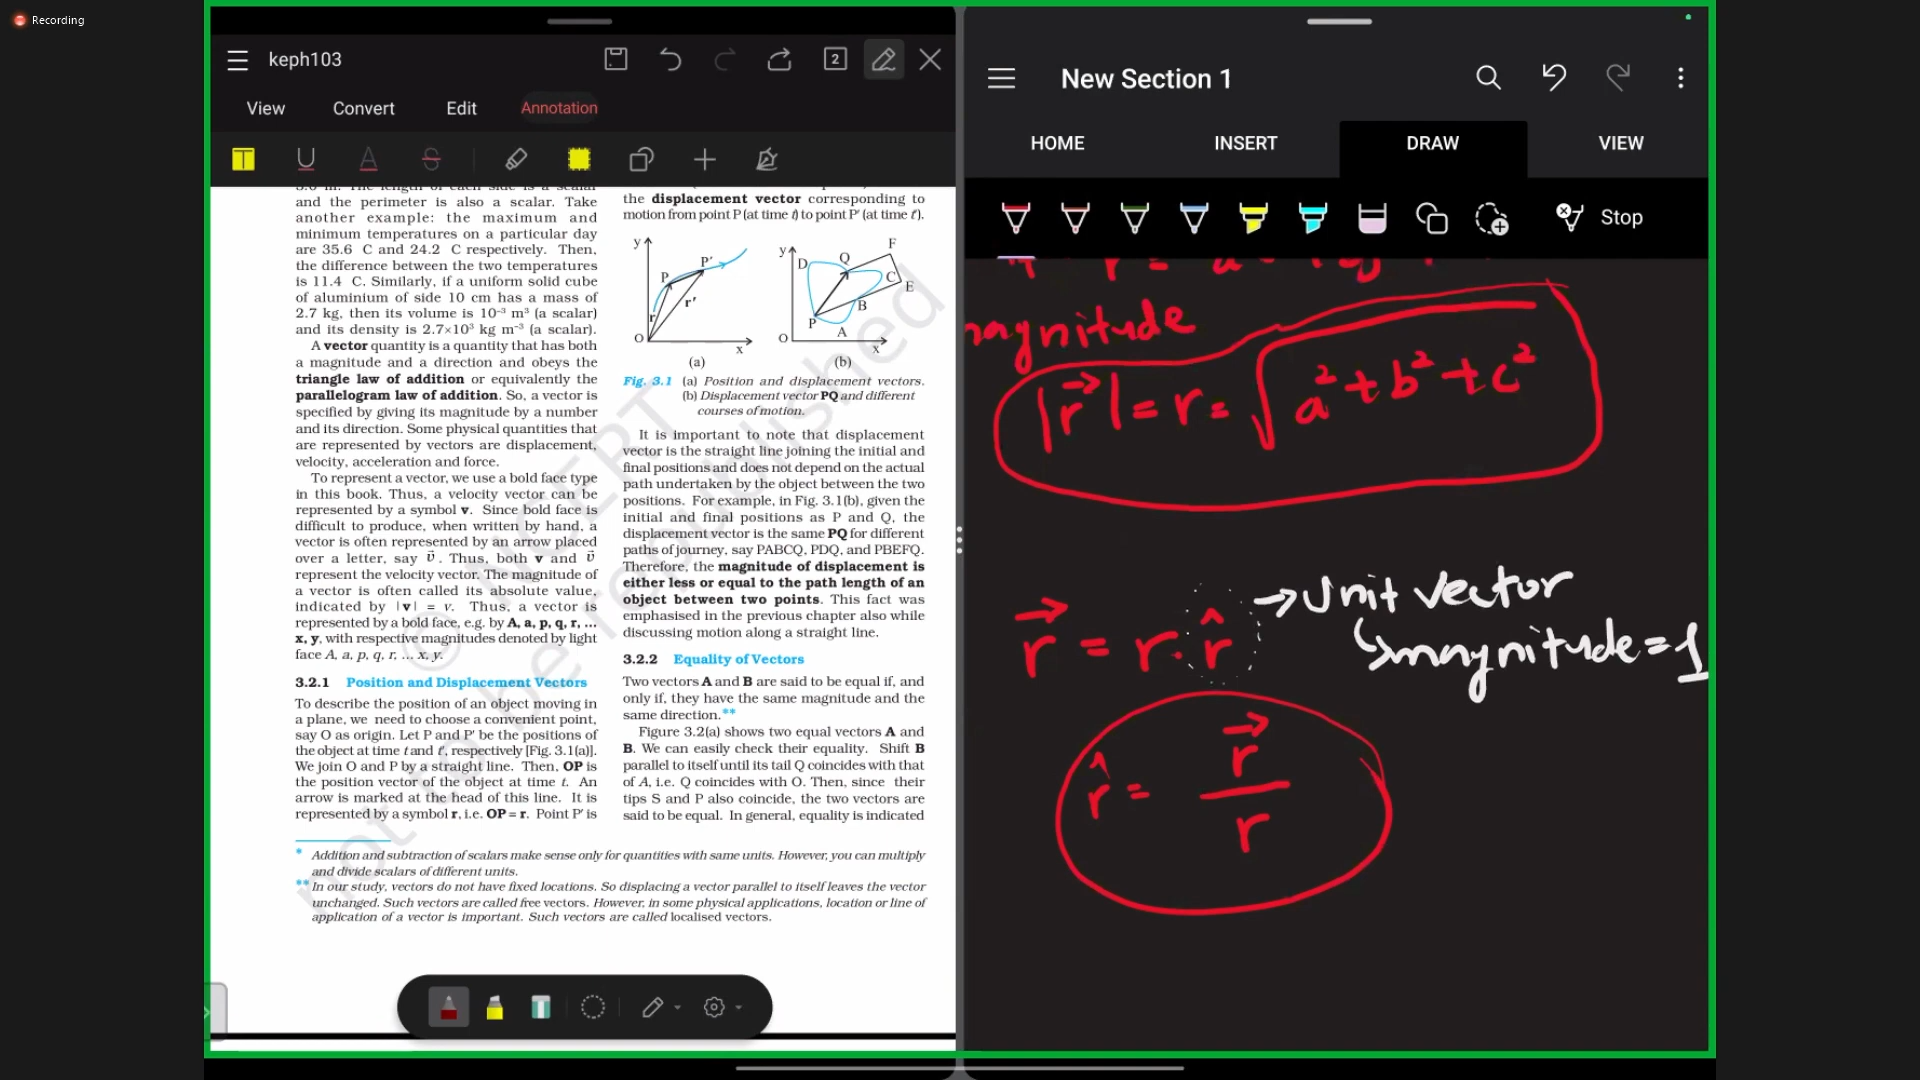 Recording
keph103
2
View Convert Edit Annotation
3.0 m. The length of each side is a scalar
and the perimeter is also a scalar. Take
another example: the maximum and
minimum temperatures on a particular day
are 35.6 C and 24.2 C respectively. Then,
the difference between the two temperatures
is 11.4 C. Similarly, if a uniform solid cube
of aluminium of side 10 cm has a mass of
2.7 kg, then its volume is 10⁻³ m³ (a scalar)
and its density is 2.7×10³ kg m⁻³ (a scalar).
A vector quantity is a quantity that has both
a magnitude and a direction and obeys the
triangle law of addition or equivalently the
parallelogram law of addition. So, a vector is
specified by giving its magnitude by a number
and its direction. Some physical quantities that
are represented by vectors are displacement,
velocity, acceleration and force.
To represent a vector, we use a bold face type
in this book. Thus, a velocity vector can be
represented by a symbol v. Since bold face is
difficult to produce, when written by hand, a
vector is often represented by an arrow placed
over a letter, say v⃗. Thus, both v and v⃗
represent the velocity vector. The magnitude of
a vector is often called its absolute value,
indicated by |v| = v. Thus, a vector is
represented by a bold face, e.g. by A, a, p, q, r, ...
x, y, with respective magnitudes denoted by light
face A, a, p, q, r, ... x, y.
3.2.1 Position and Displacement Vectors
To describe the position of an object moving in
a plane, we need to choose a convenient point,
say O as origin. Let P and P′ be the positions of
the object at time t and t′, respectively [Fig. 3.1(a)].
We join O and P by a straight line. Then, OP is
the position vector of the object at time t. An
arrow is marked at the head of this line. It is
represented by a symbol r, i.e. OP = r. Point P′ is
the displacement vector corresponding to
motion from point P (at time t) to point P′ (at time t′).
y P P′ r r′ O x
(a)
y D Q F C E B P A O x
(b)
Fig. 3.1 (a) Position and displacement vectors.
(b) Displacement vector PQ and different
courses of motion.
It is important to note that displacement
vector is the straight line joining the initial and
final positions and does not depend on the actual
path undertaken by the object between the two
positions. For example, in Fig. 3.1(b), given the
initial and final positions as P and Q, the
displacement vector is the same PQ for different
paths of journey, say PABCQ, PDQ, and PBEFQ.
Therefore, the magnitude of displacement is
either less or equal to the path length of an
object between two points. This fact was
emphasised in the previous chapter also while
discussing motion along a straight line.
3.2.2 Equality of Vectors
Two vectors A and B are said to be equal if, and
only if, they have the same magnitude and the
same direction.**
Figure 3.2(a) shows two equal vectors A and
B. We can easily check their equality. Shift B
parallel to itself until its tail Q coincides with that
of A, i.e. Q coincides with O. Then, since their
tips S and P also coincide, the two vectors are
said to be equal. In general, equality is indicated
* Addition and subtraction of scalars make sense only for quantities with same units. However, you can multiply
and divide scalars of different units.
** In our study, vectors do not have fixed locations. So displacing a vector parallel to itself leaves the vector
unchanged. Such vectors are called free vectors. However, in some physical applications, location or line of
application of a vector is important. Such vectors are called localised vectors.
© NCERT
not to be republished
New Section 1
HOME INSERT DRAW VIEW
Stop
magnitude
|r⃗| = r = √a² + b² + c²
r⃗ = r · r̂ → Unit vector
↳ magnitude = 1
r̂ = r⃗ / r